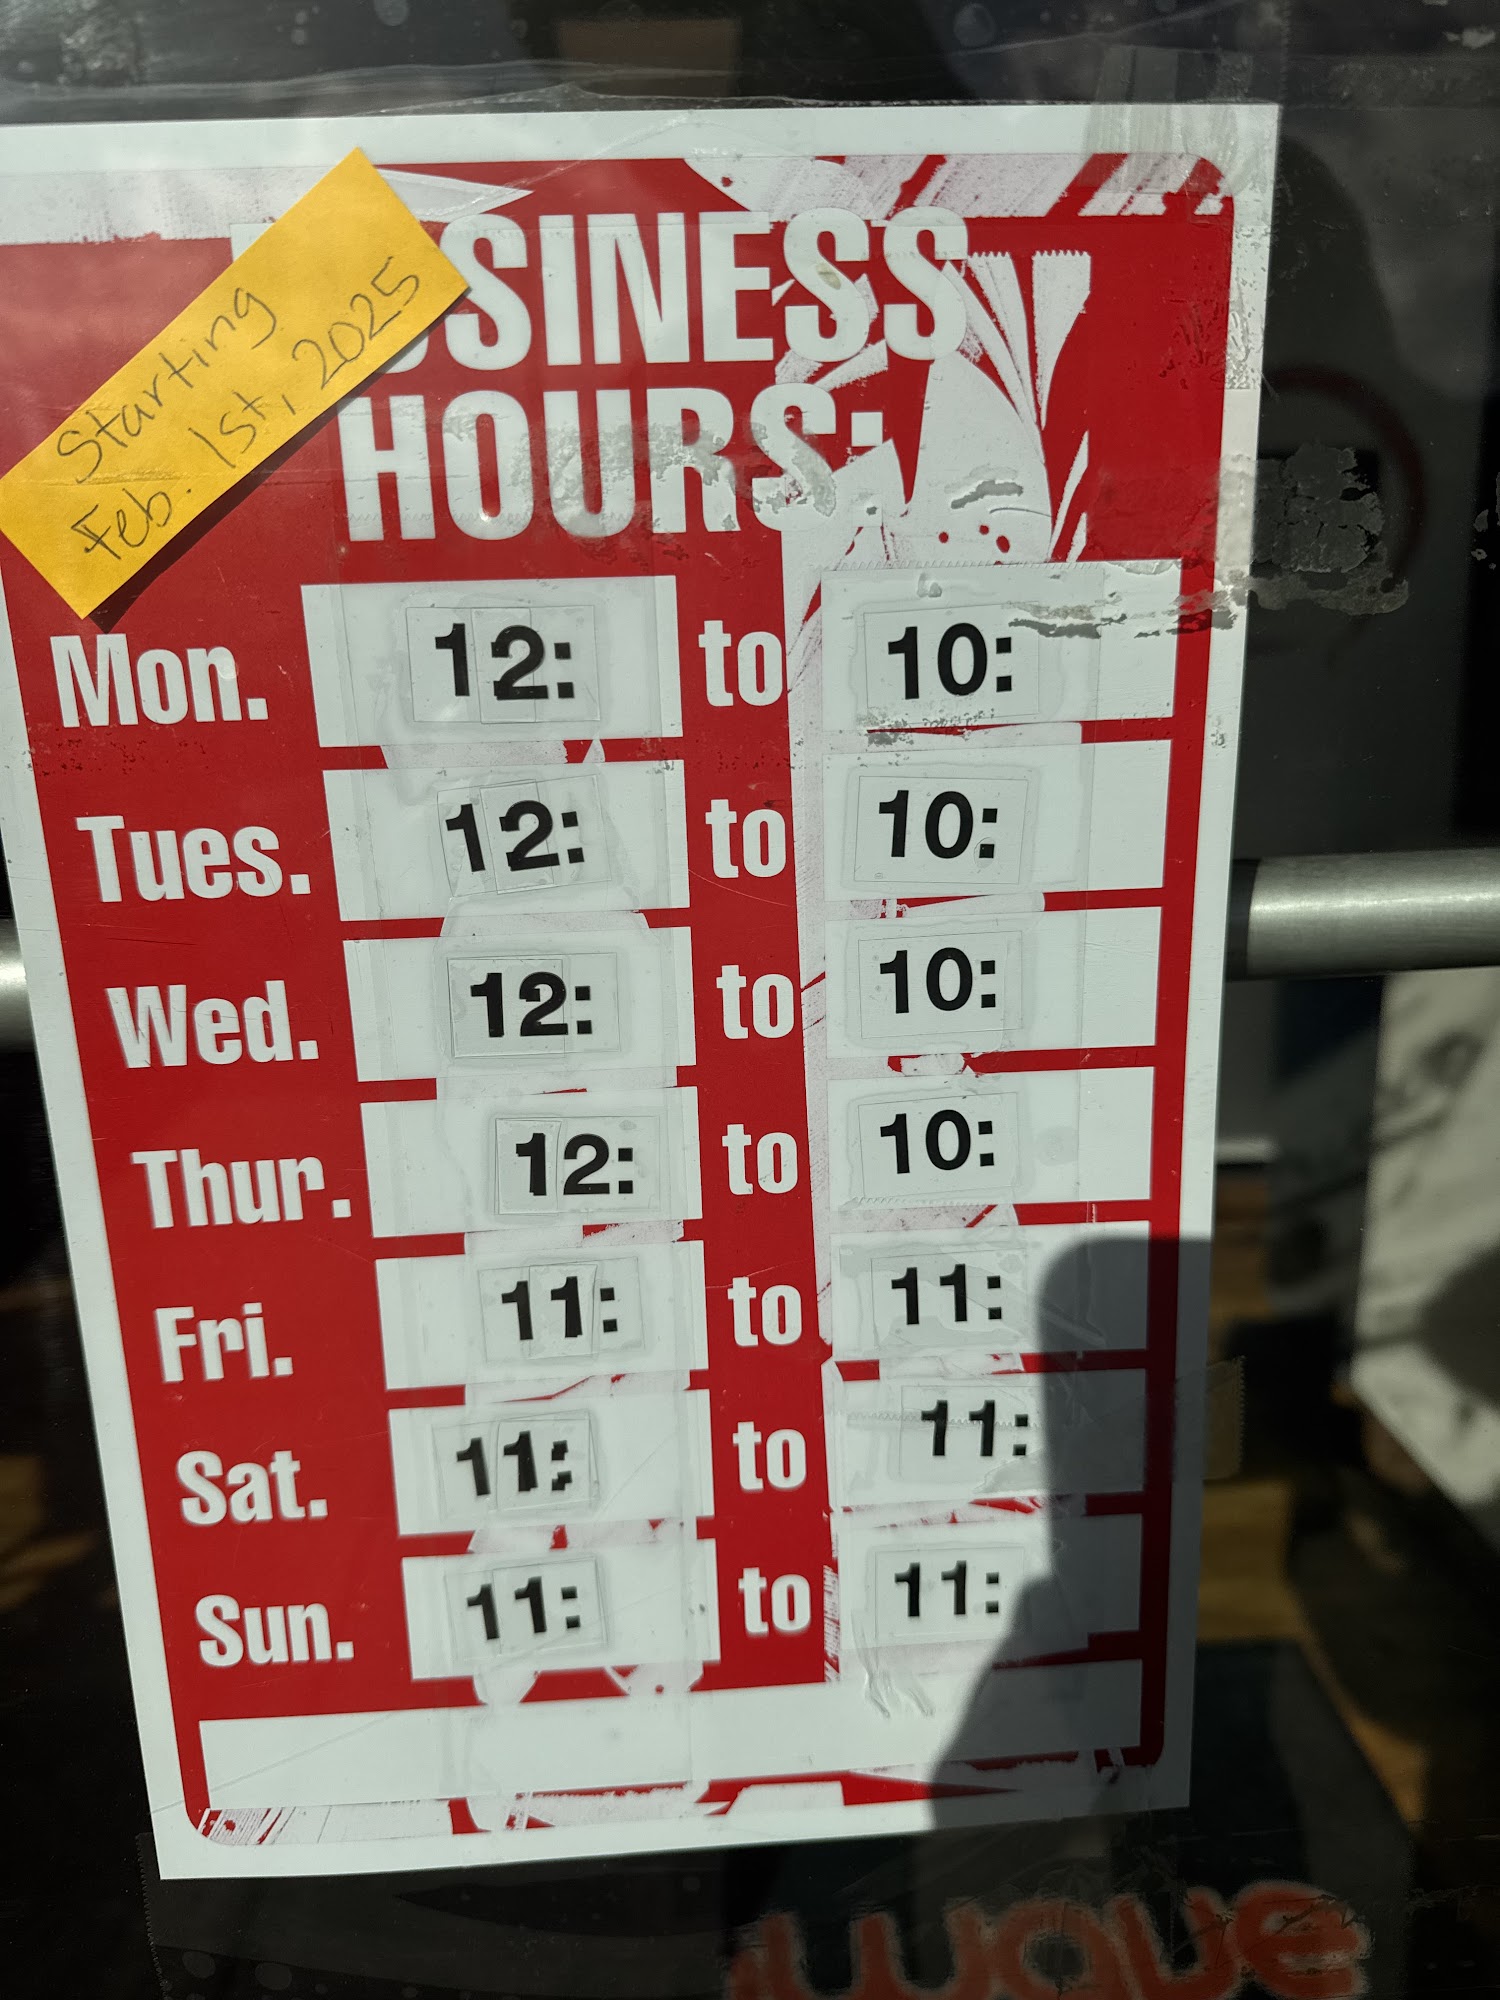 Starting
Feb. 1st, 2025
BUSINESS
HOURS:
Mon. 12: to 10:
Tues. 12: to 10:
Wed. 12: to 10:
Thur. 12: to 10:
Fri. 11: to 11:
Sat. 11: to 11:
Sun. 11: to 11: